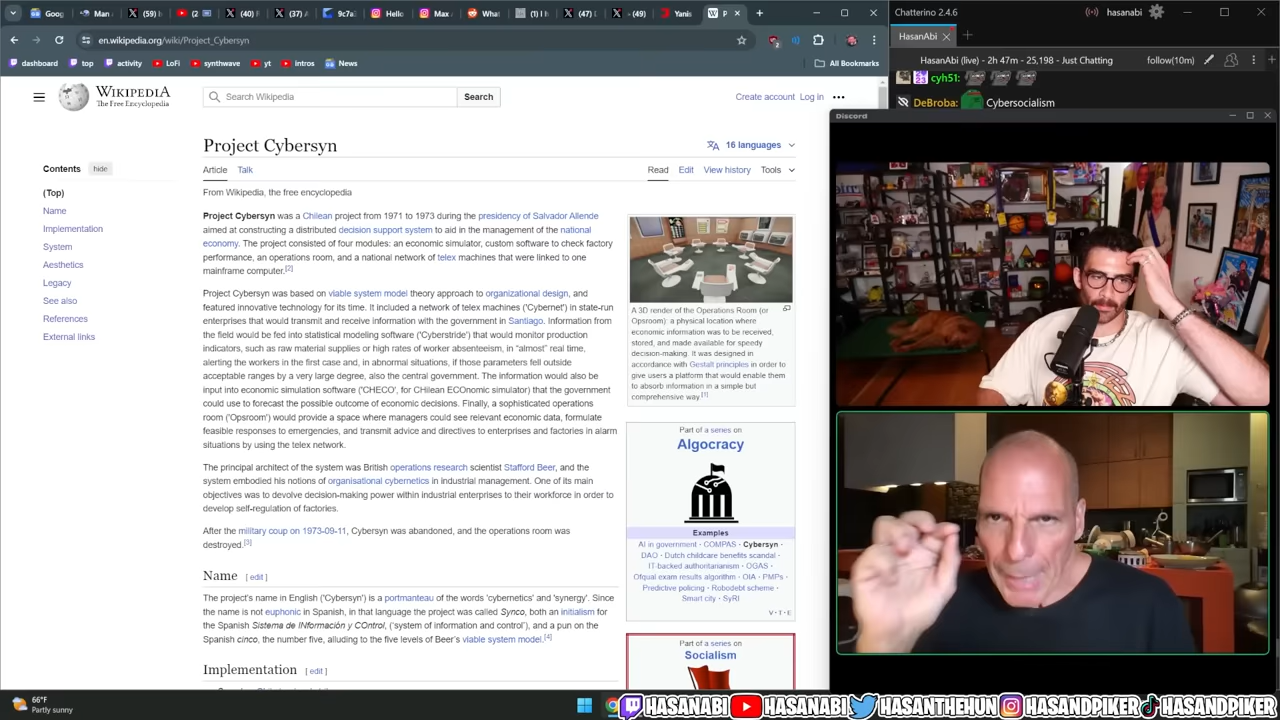 Goog
Man
(59)
(2
(4)
(37) A
9c7a3
Hello
Max
What
(1) I
(47)
(49)
Yanis
P
Chatterino 2.4.6
hasanabi
en.wikipedia.org/wiki/Project_Cybersyn
HasanAbi
dashboard
top
activity
LoFi
synthwave
yt
intros
News
All Bookmarks
HasanAbi (live) - 2h 47m - 25,198 - Just Chatting
follow(10m)
cyh51:
DeBroba: Cybersocialism
Discord
WIKIPEDIA
The Free Encyclopedia
Search Wikipedia
Search
Create account
Log in
Project Cybersyn
16 languages
Article
Talk
Read
Edit
View history
Tools
From Wikipedia, the free encyclopedia
Contents
hide
(Top)
Name
Implementation
System
Aesthetics
Legacy
See also
References
External links
Project Cybersyn was a Chilean project from 1971 to 1973 during the presidency of Salvador Allende
aimed at constructing a distributed decision support system to aid in the management of the national
economy. The project consisted of four modules: an economic simulator, custom software to check factory
performance, an operations room, and a national network of telex machines that were linked to one
mainframe computer.[2]
Project Cybersyn was based on viable system model theory approach to organizational design, and
featured innovative technology for its time. It included a network of telex machines ('Cybernet') in state-run
enterprises that would transmit and receive information with the government in Santiago. Information from
the field would be fed into statistical modeling software ('Cyberstride') that would monitor production
indicators, such as raw material supplies or high rates of worker absenteeism, in "almost" real time,
alerting the workers in the first case and, in abnormal situations, if those parameters fell outside
acceptable ranges by a very large degree, also the central government. The information would also be
input into economic simulation software ('CHECO', for CHilean ECOnomic simulator) that the government
could use to forecast the possible outcome of economic decisions. Finally, a sophisticated operations
room ('Opsroom') would provide a space where managers could see relevant economic data, formulate
feasible responses to emergencies, and transmit advice and directives to enterprises and factories in alarm
situations by using the telex network.
The principal architect of the system was British operations research scientist Stafford Beer, and the
system embodied his notions of organisational cybernetics in industrial management. One of its main
objectives was to devolve decision-making power within industrial enterprises to their workforce in order to
develop self-regulation of factories.
After the military coup on 1973-09-11, Cybersyn was abandoned, and the operations room was
destroyed.[3]
Name
[ edit ]
The project's name in English ('Cybersyn') is a portmanteau of the words 'cybernetics' and 'synergy'. Since
the name is not euphonic in Spanish, in that language the project was called Synco, both an initialism for
the Spanish Sistema de INformación y COntrol, ('system of information and control'), and a pun on the
Spanish cinco, the number five, alluding to the five levels of Beer's viable system model.[4]
Implementation
[ edit ]
A 3D render of the Operations Room (or
Opsroom): a physical location where
economic information was to be received,
stored, and made available for speedy
decision-making. It was designed in
accordance with Gestalt principles in order to
give users a platform that would enable them
to absorb information in a simple but
comprehensive way.[1]
Part of a series on
Algocracy
Examples
AI in government · COMPAS · Cybersyn ·
DAO · Dutch childcare benefits scandal ·
IT-backed authoritarianism · OGAS ·
Ofqual exam results algorithm · OIA · PMPs ·
Predictive policing · Robodebt scheme ·
Smart city · SyRI
V·T·E
Part of a series on
Socialism
66°F
Partly sunny
HASANABI
HASANABI
HASANTHEHUN
HASANDPIKER
HASANDPIKER